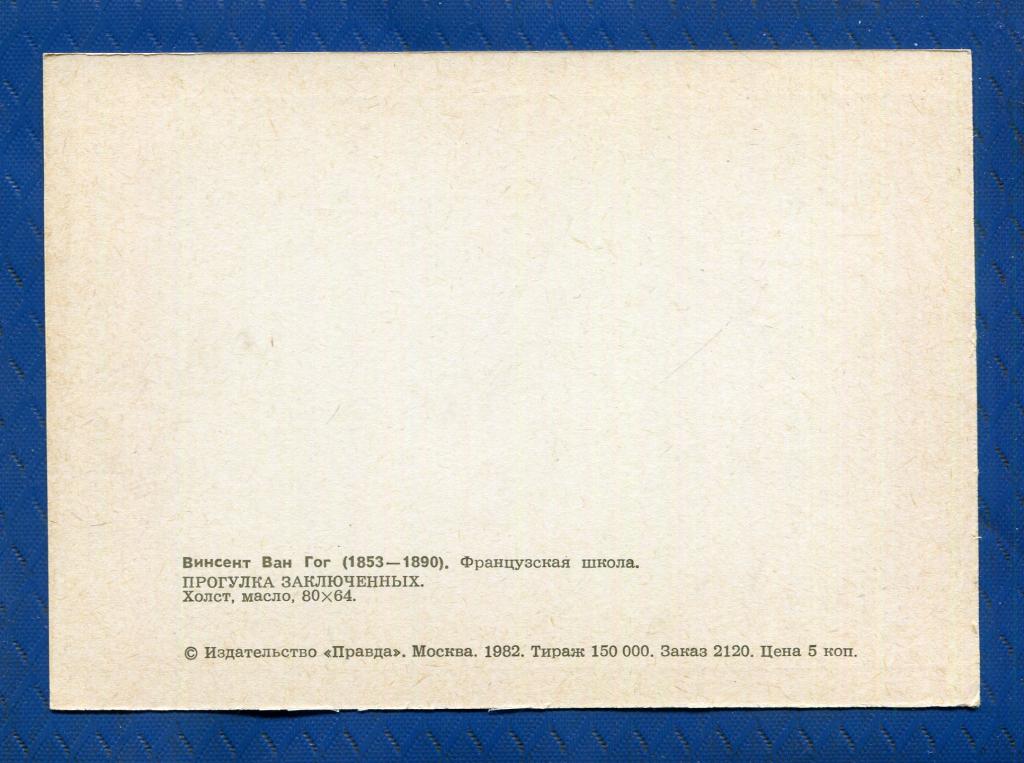 Винсент Ван Гог (1853—1890). Французская школа.
ПРОГУЛКА ЗАКЛЮЧЕННЫХ.
Холст, масло, 80×64.
© Издательство «Правда». Москва. 1982. Тираж 150 000. Заказ 2120. Цена 5 коп.